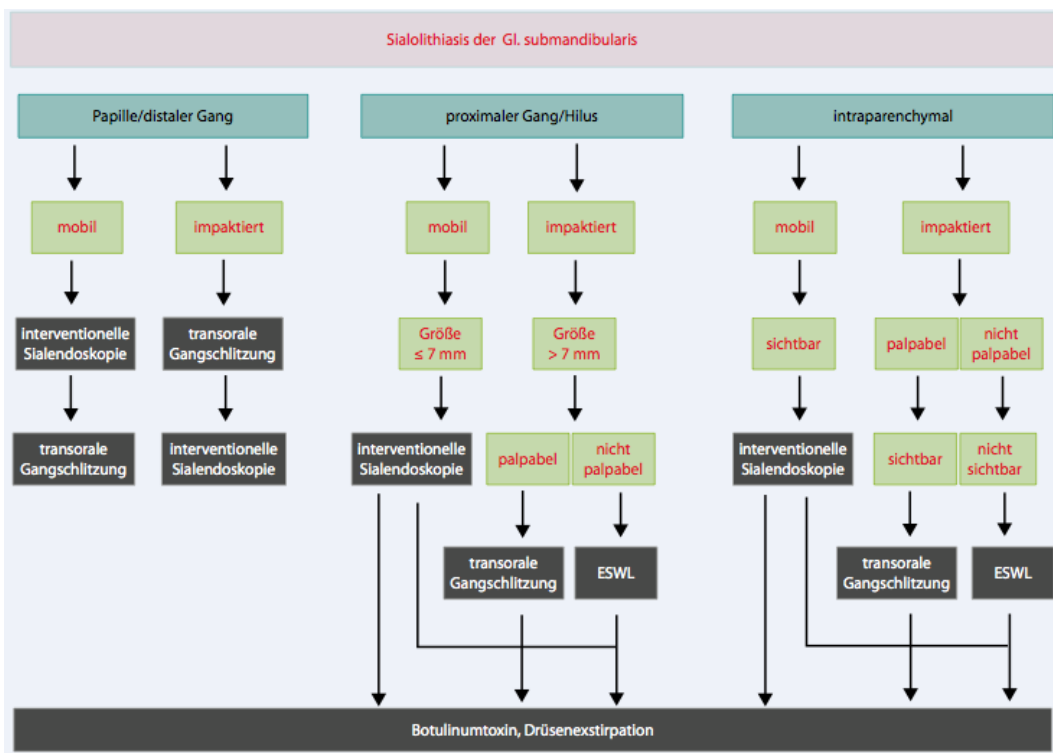 Sialolithiasis der Gl. submandibularis
Papille/distaler Gang
proximaler Gang/Hilus
intraparenchymal
mobil
impaktiert
mobil
impaktiert
mobil
impaktiert
interventionelle
Sialendoskopie
transorale
Gangschlitzung
Größe
≤ 7 mm
Größe
> 7 mm
sichtbar
palpabel
nicht
palpabel
transorale
Gangschlitzung
interventionelle
Sialendoskopie
interventionelle
Sialendoskopie
palpabel
nicht
palpabel
interventionelle
Sialendoskopie
sichtbar
nicht
sichtbar
transorale
Gangschlitzung
ESWL
transorale
Gangschlitzung
ESWL
Botulinumtoxin, Drüsenexstirpation